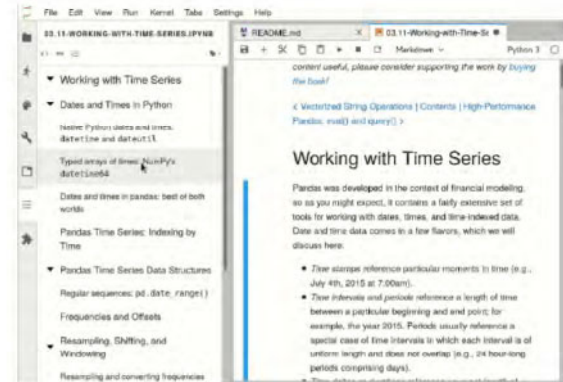 File Edit View Run Kernel Tabs Settings Help
03.11-WORKING-WITH-TIME-SERIES.IPYNB
README.md
03.11-Working-with-Time-Se
Markdown
Python 3
Working with Time Series
Dates and Times in Python
Native Python dates and times:
datetime and dateutil
Typed arrays of times: NumPy's
datetime64
Dates and times in pandas: best of both
worlds
Pandas Time Series: Indexing by
Time
Pandas Time Series Data Structures
Regular sequences: pd.date_range()
Frequencies and Offsets
Resampling, Shifting, and
Windowing
Resampling and converting frequencies
content useful, please consider supporting the work by buying
the book!
< Vectorized String Operations | Contents | High-Performance
Pandas: eval() and query() >
Working with Time Series
Pandas was developed in the context of financial modeling,
so as you might expect, it contains a fairly extensive set of
tools for working with dates, times, and time-indexed data.
Date and time data comes in a few flavors, which we will
discuss here:
• Time stamps reference particular moments in time (e.g.,
July 4th, 2015 at 7:00am).
• Time intervals and periods reference a length of time
between a particular beginning and end point; for
example, the year 2015. Periods usually reference a
special case of time intervals in which each interval is of
uniform length and does not overlap (e.g., 24 hour-long
periods comprising days).